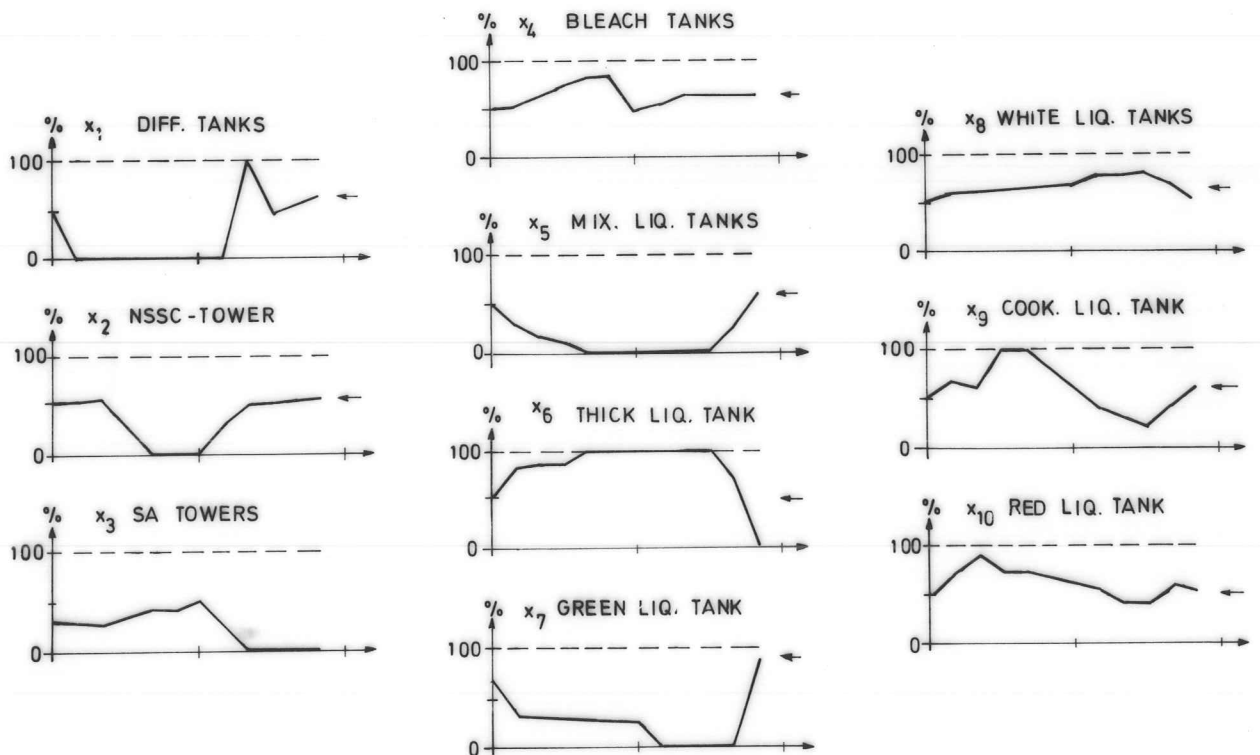 % x1 DIFF. TANKS
100
0
% x2 NSSC-TOWER
100
0
% x3 SA TOWERS
100
0
% x4 BLEACH TANKS
100
0
% x5 MIX. LIQ. TANKS
100
0
% x6 THICK LIQ. TANK
100
0
% x7 GREEN LIQ. TANK
100
0
% x8 WHITE LIQ. TANKS
100
0
% x9 COOK. LIQ. TANK
100
0
% x10 RED LIQ. TANK
100
0